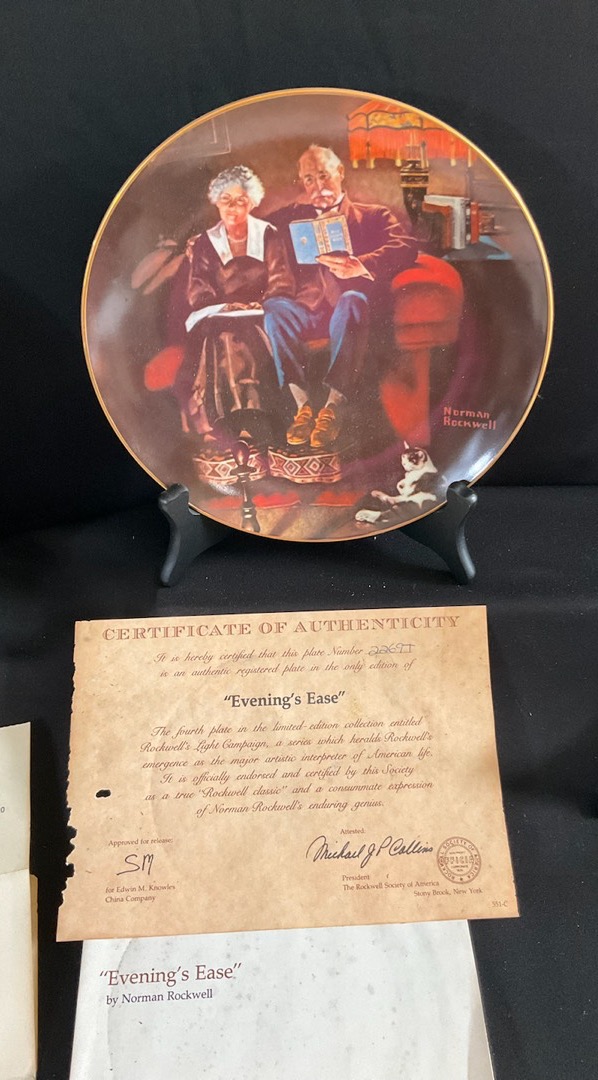 Norman
Rockwell
CERTIFICATE OF AUTHENTICITY
It is hereby certified that this plate Number
is an authentic registered plate in the only edition of
"Evening's Ease"
The fourth plate in the limited-edition collection entitled
Rockwell's Light Campaign, a series which heralds Rockwell's
emergence as the major artistic interpreter of American life.
It is officially endorsed and certified by this Society
as a true "Rockwell classic" and a consummate expression
of Norman Rockwell's enduring genius.
Approved for release:
SM
for Edwin M. Knowles
China Company
Attested:
Michael J P Collins
President
The Rockwell Society of America
Stony Brook, New York
551-C
"Evening's Ease"
by Norman Rockwell